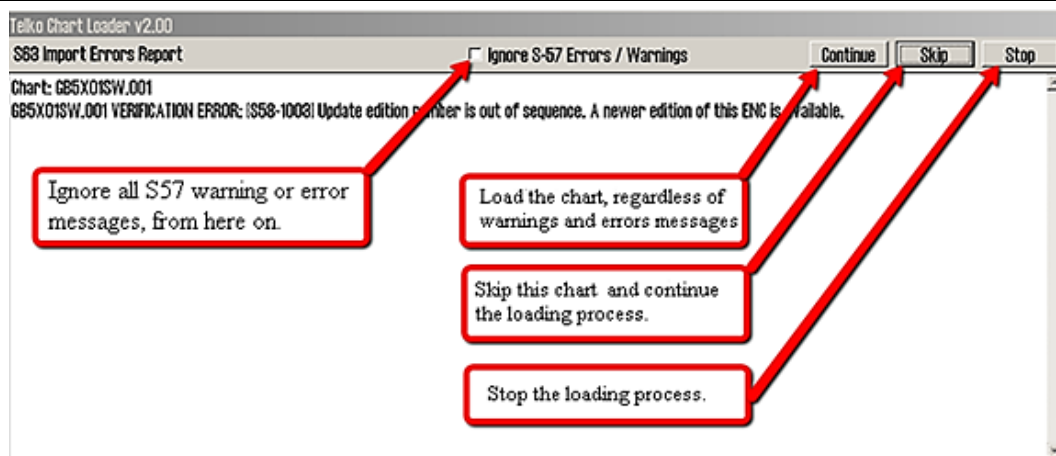 Telko Chart Loader v2.00
S63 Import Errors Report Ignore S-57 Errors / Warnings Continue Skip Stop
Chart: GB5X01SW.001
GB5X01SW.001 VERIFICATION ERROR: [S58-1003] Update edition number is out of sequence. A newer edition of this ENC is available.
Ignore all S57 warning or error
messages, from here on.
Load the chart, regardless of
warnings and errors messages
Skip this chart and continue
the loading process.
Stop the loading process.